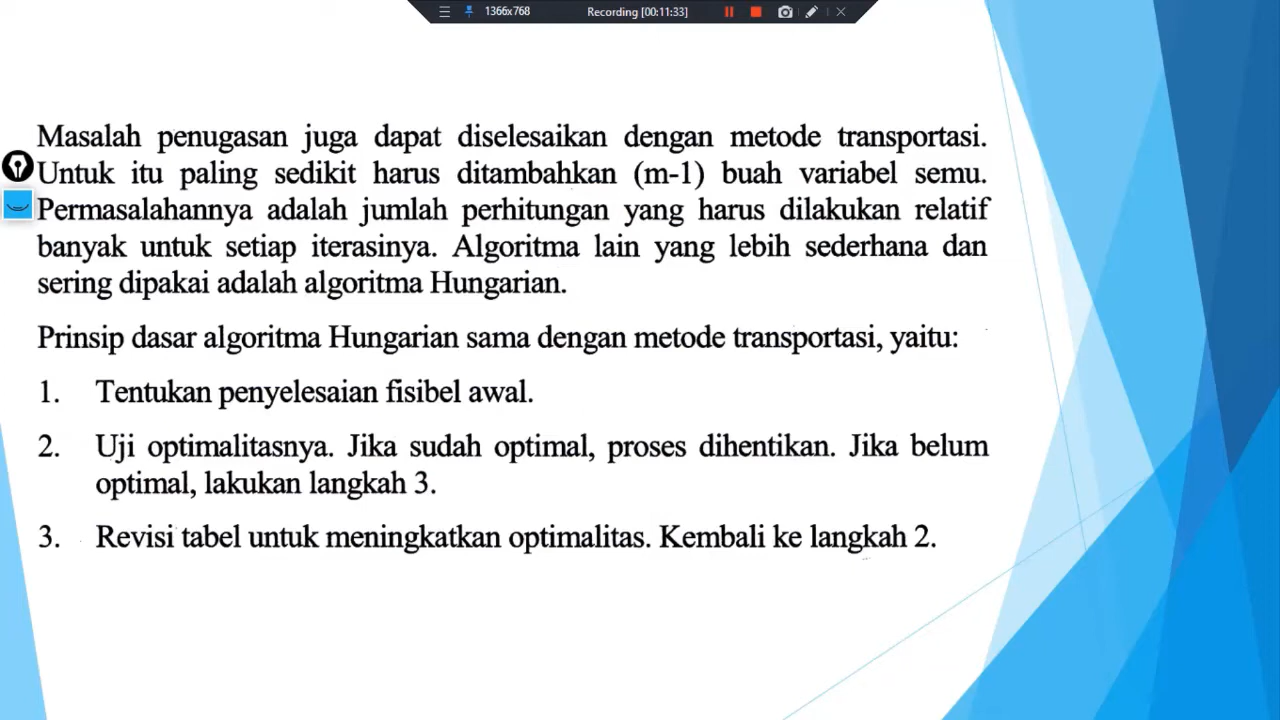 1366x768
Recording [00:11:33]
Masalah penugasan juga dapat diselesaikan dengan metode transportasi.
Untuk itu paling sedikit harus ditambahkan (m-1) buah variabel semu.
Permasalahannya adalah jumlah perhitungan yang harus dilakukan relatif
banyak untuk setiap iterasinya. Algoritma lain yang lebih sederhana dan
sering dipakai adalah algoritma Hungarian.
Prinsip dasar algoritma Hungarian sama dengan metode transportasi, yaitu:
1. Tentukan penyelesaian fisibel awal.
2. Uji optimalitasnya. Jika sudah optimal, proses dihentikan. Jika belum
optimal, lakukan langkah 3.
3. Revisi tabel untuk meningkatkan optimalitas. Kembali ke langkah 2.